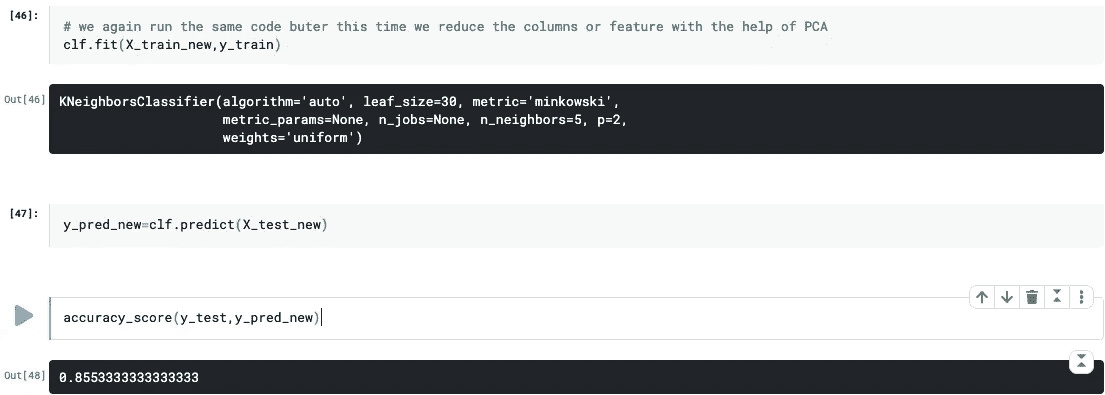 [46]:
# we again run the same code buter this time we reduce the columns or feature with the help of PCA
clf.fit(X_train_new,y_train)
Out[46]
KNeighborsClassifier(algorithm='auto', leaf_size=30, metric='minkowski',
metric_params=None, n_jobs=None, n_neighbors=5, p=2,
weights='uniform')
[47]:
y_pred_new=clf.predict(X_test_new)
accuracy_score(y_test,y_pred_new)
Out[48]
0.8553333333333333